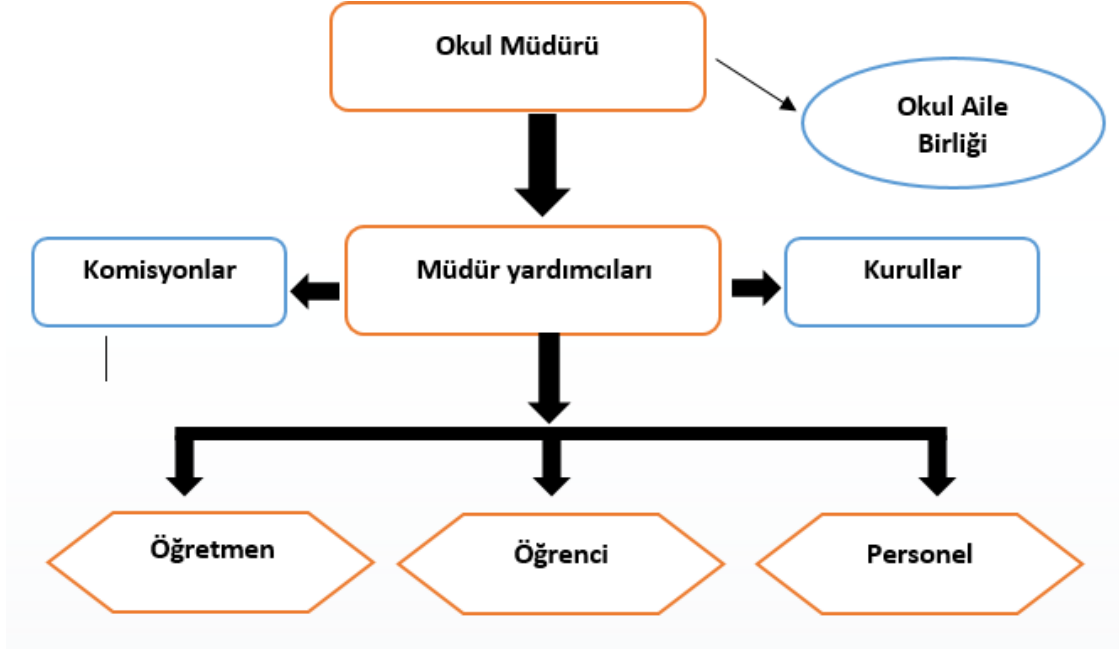 Okul Müdürü
Okul Aile
Birliği
Komisyonlar
Müdür yardımcıları
Kurullar
Öğretmen
Öğrenci
Personel